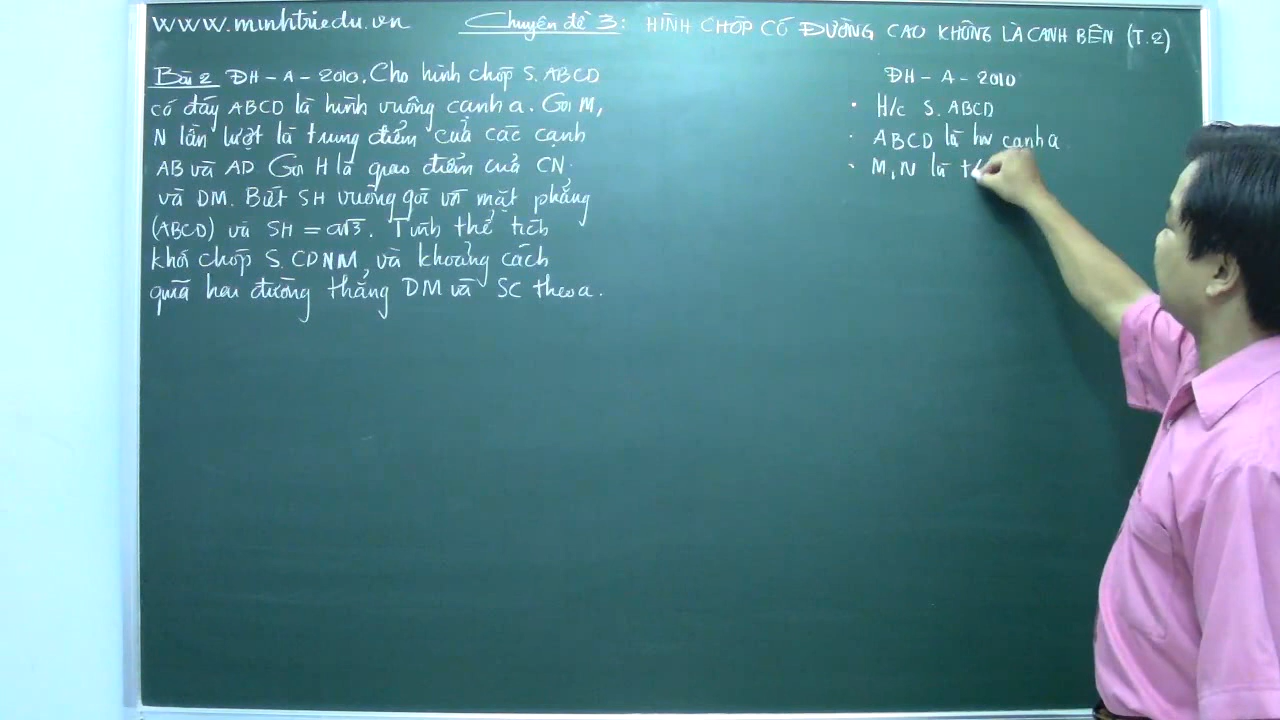 www.minhtriedu.vn
Chuyên đề 3: HÌNH CHÓP CÓ ĐƯỜNG CAO KHÔNG LÀ CẠNH BÊN (T.2)
Bài 2 ĐH-A-2010. Cho hình chóp S.ABCD
có đáy ABCD là hình vuông cạnh a. Gọi M,
N lần lượt là trung điểm của các cạnh
AB và AD Gọi H là giao điểm của CN
và DM. Biết SH vuông góc với mặt phẳng
(ABCD) và SH = a√3. Tính thể tích
khối chóp S.CDNM, và khoảng cách
giữa hai đường thẳng DM và SC theo a.
ĐH-A-2010
• H/c S.ABCD
• ABCD là hv cạnh a
• M,N là